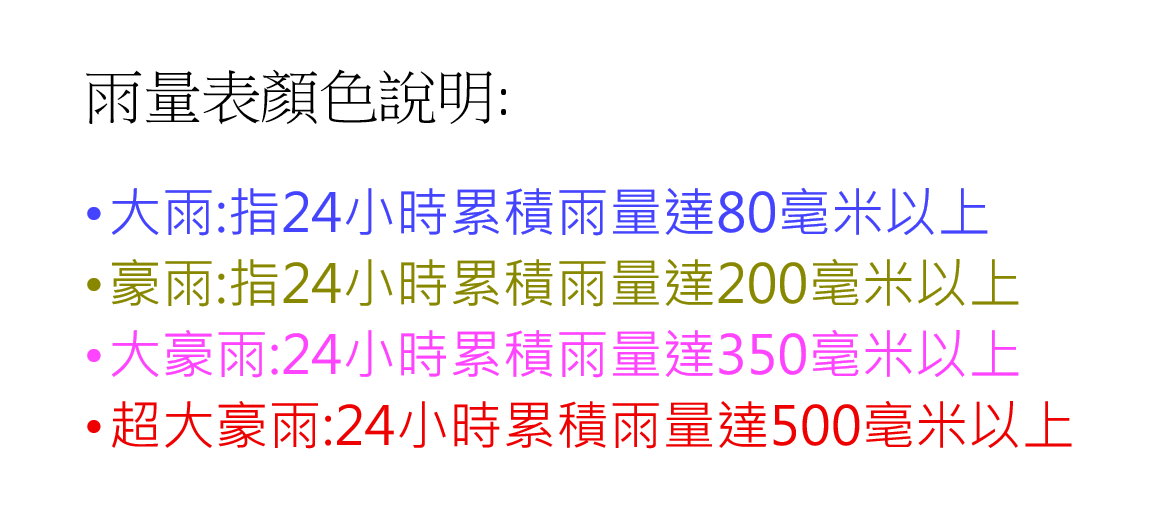 雨量表顏色說明:
•大雨:指24小時累積雨量達80毫米以上
•豪雨:指24小時累積雨量達200毫米以上
•大豪雨:24小時累積雨量達350毫米以上
•超大豪雨:24小時累積雨量達500毫米以上